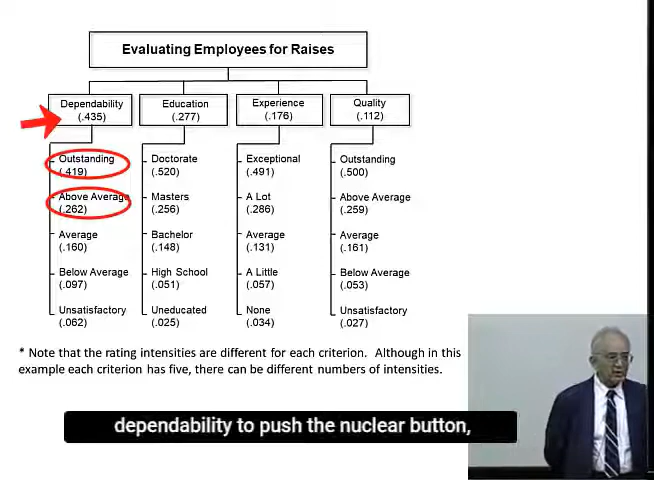 Evaluating Employees for Raises
Dependability
(.435)
Education
(.277)
Experience
(.176)
Quality
(.112)
Outstanding
(.419)
Above Average
(.262)
Average
(.160)
Below Average
(.097)
Unsatisfactory
(.062)
Doctorate
(.520)
Masters
(.256)
Bachelor
(.148)
High School
(.051)
Uneducated
(.025)
Exceptional
(.491)
A Lot
(.286)
Average
(.131)
A Little
(.057)
None
(.034)
Outstanding
(.500)
Above Average
(.259)
Average
(.161)
Below Average
(.053)
Unsatisfactory
(.027)
* Note that the rating intensities are different for each criterion.  Although in this
example each criterion has five, there can be different numbers of intensities.
dependability to push the nuclear button,